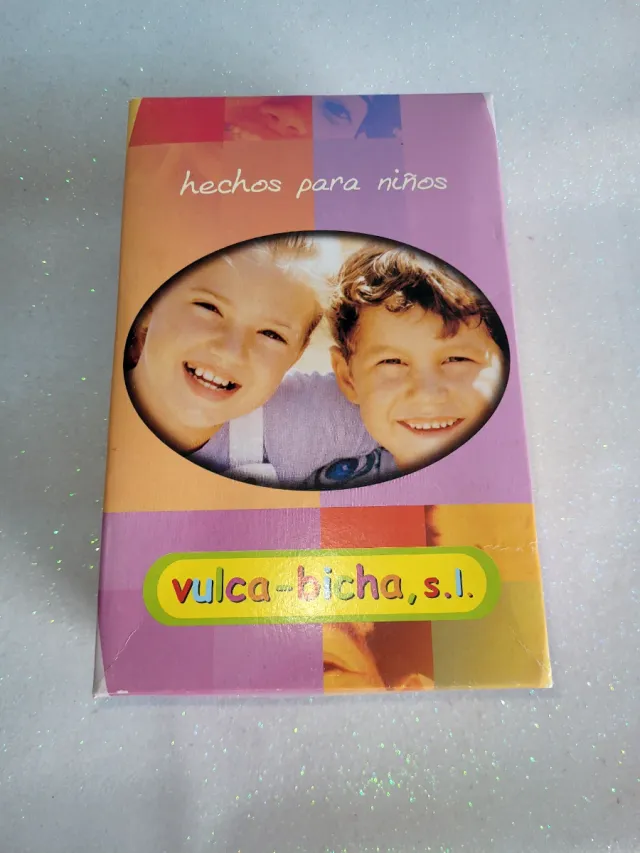 hechos para niños
vulca-bicha, s.l.